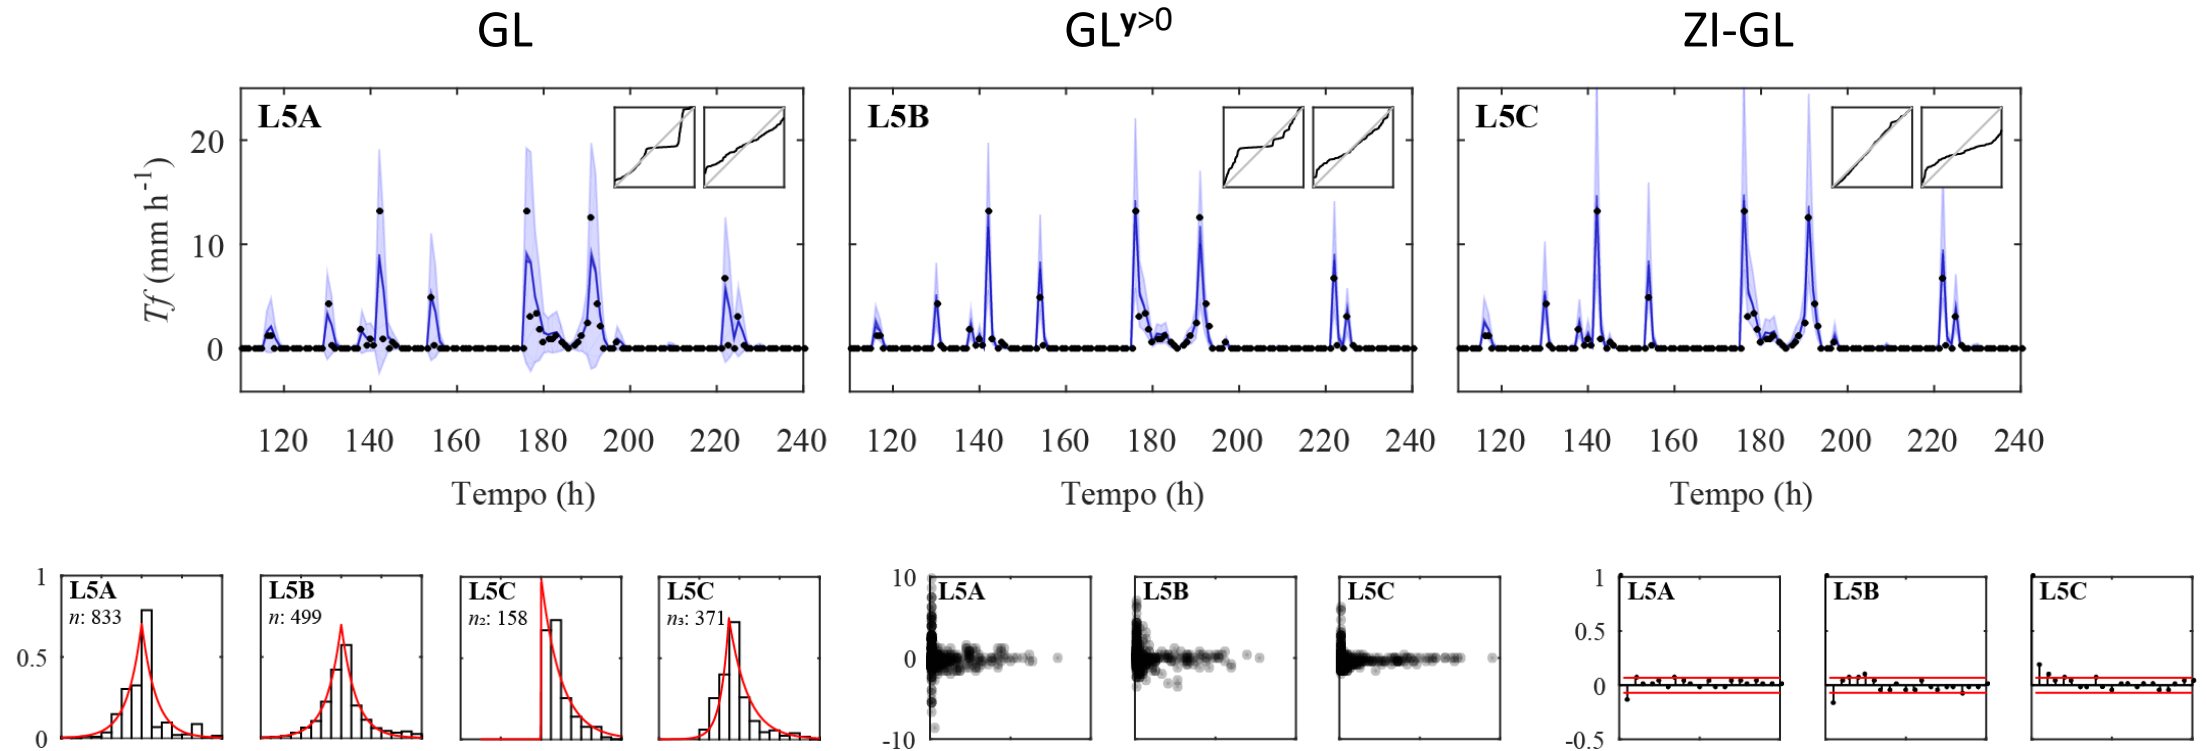 GL
GLy>0
ZI-GL
L5A
L5B
L5C
20
10
0
Tf (mm h-1)
120 140 160 180 200 220 240
120 140 160 180 200 220 240
120 140 160 180 200 220 240
Tempo (h)
Tempo (h)
Tempo (h)
1
0.5
0
L5A
n: 833
L5B
n: 499
L5C
n2: 158
L5C
n3: 371
10
0
-10
L5A
L5B
L5C
1
0.5
0
-0.5
L5A
L5B
L5C